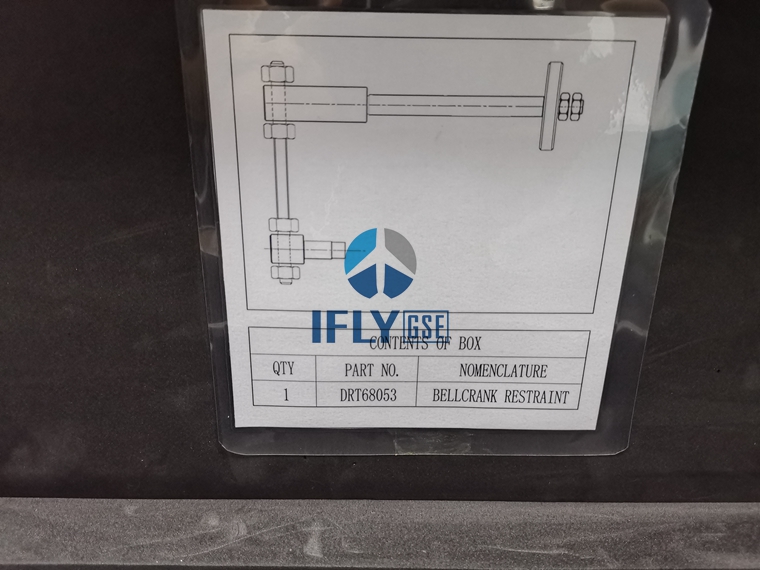 IFLY GSE
CONTENTS OF BOX
QTY PART NO. NOMENCLATURE
1 DRT68053 BELLCRANK RESTRAINT